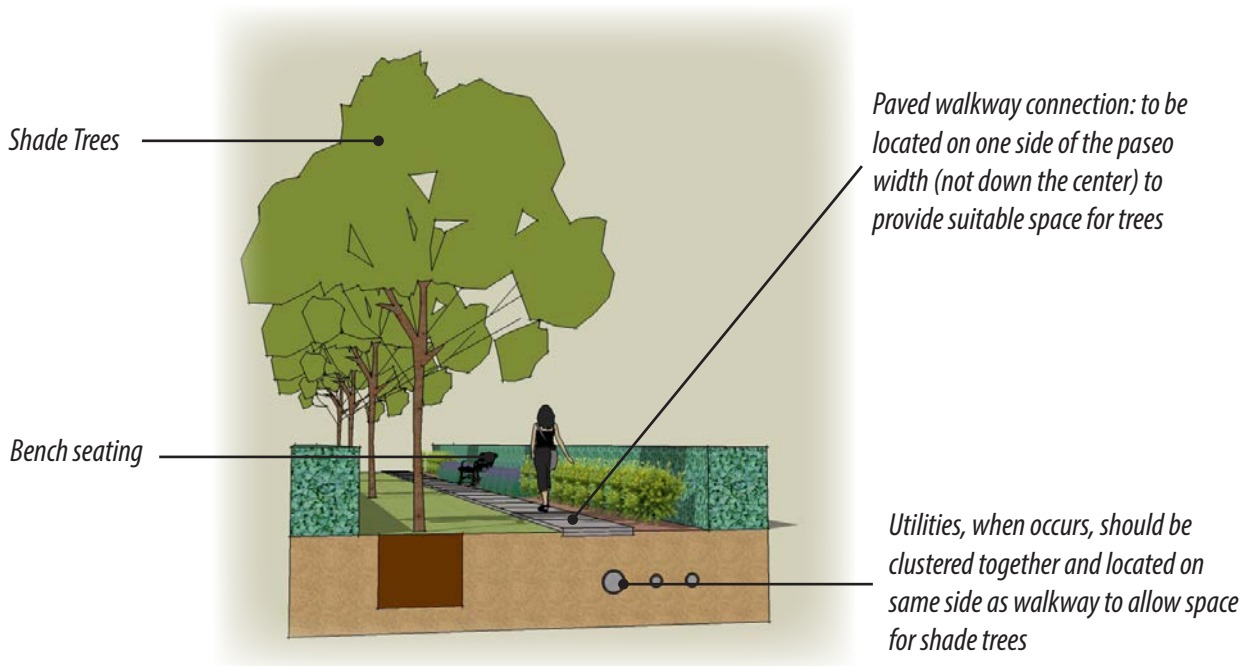 Shade Trees
Paved walkway connection: to be
located on one side of the paseo
width (not down the center) to
provide suitable space for trees
Bench seating
Utilities, when occurs, should be
clustered together and located on
same side as walkway to allow space
for shade trees